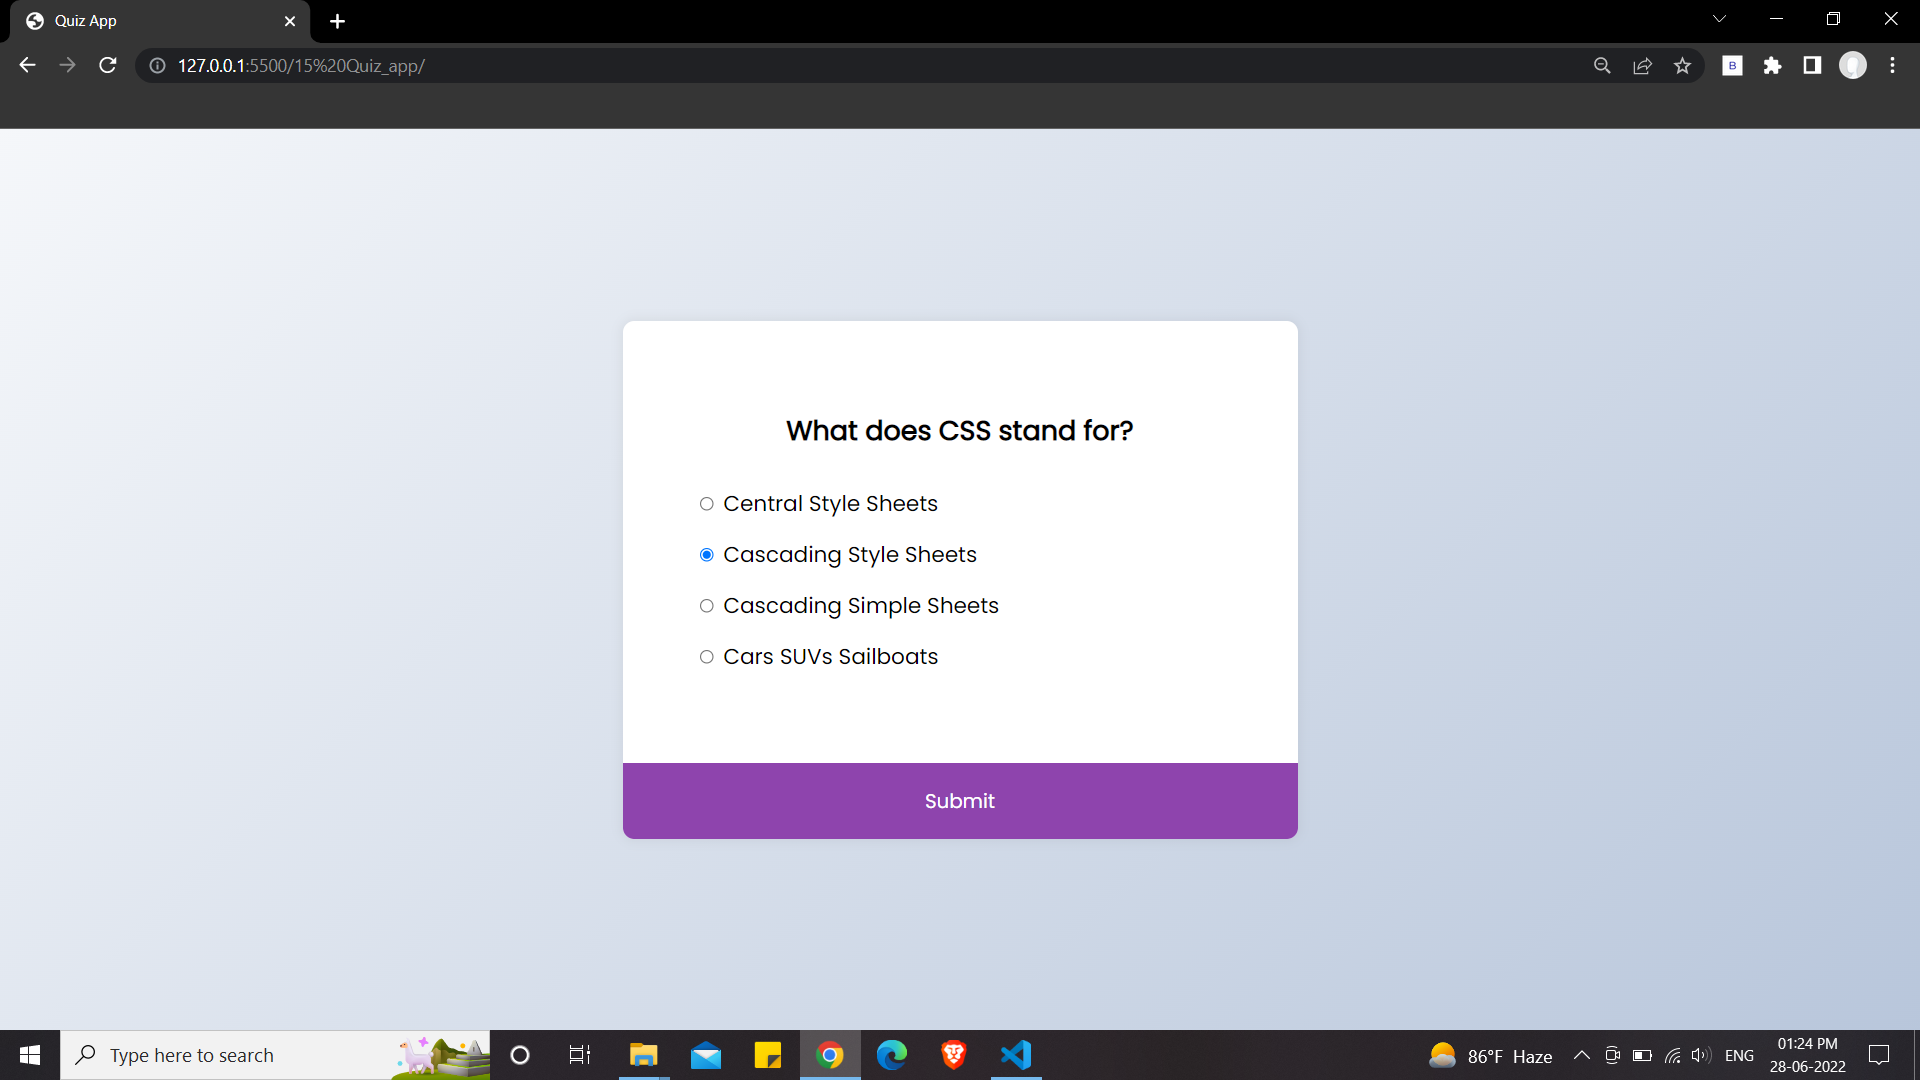 Quiz App
127.0.0.1:5500/15%20Quiz_app/
B
What does CSS stand for?
Central Style Sheets
Cascading Style Sheets
Cascading Simple Sheets
Cars SUVs Sailboats
Submit
Type here to search
86°F Haze
ENG
01:24 PM
28-06-2022